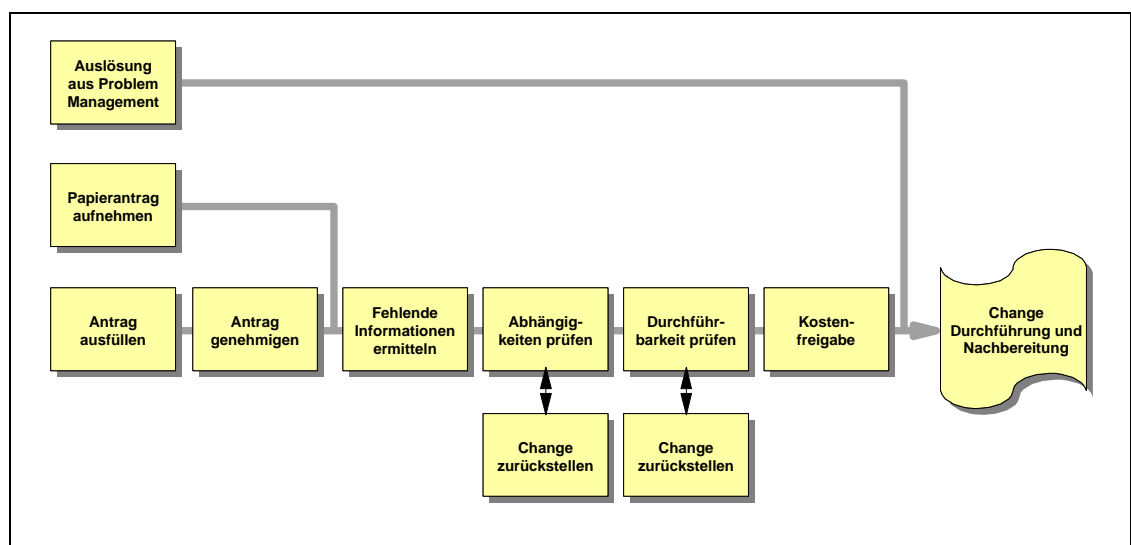 Auslösung
aus Problem
Management
Papierantrag
aufnehmen
Antrag
ausfüllen
Antrag
genehmigen
Fehlende
Informationen
ermitteln
Abhängig-
keiten prüfen
Durchführ-
barkeit prüfen
Kosten-
freigabe
Change
Durchführung und
Nachbereitung
Change
zurückstellen
Change
zurückstellen